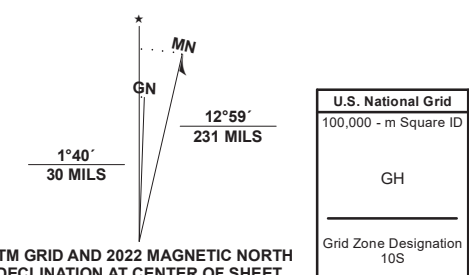 ★
MN
GN
12°59´
231 MILS
1°40´
30 MILS
TM GRID AND 2022 MAGNETIC NORTH
DECLINATION AT CENTER OF SHEET
U.S. National Grid
100,000 - m Square ID
GH
Grid Zone Designation
10S